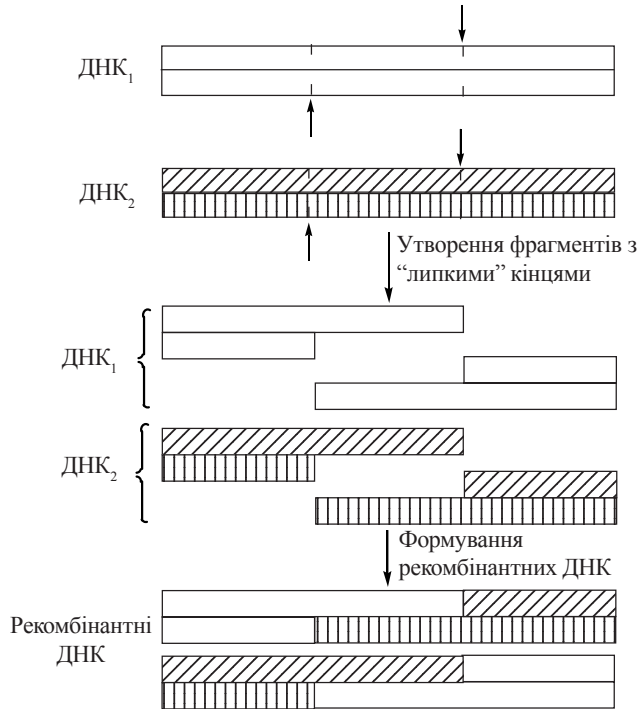 ДНК₁
ДНК₂
Утворення фрагментів з
“липкими” кінцями
ДНК₁
ДНК₂
Формування
рекомбінантних ДНК
Рекомбінантні
ДНК